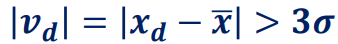 |v_d| = |x_d − x̅| > 3σ